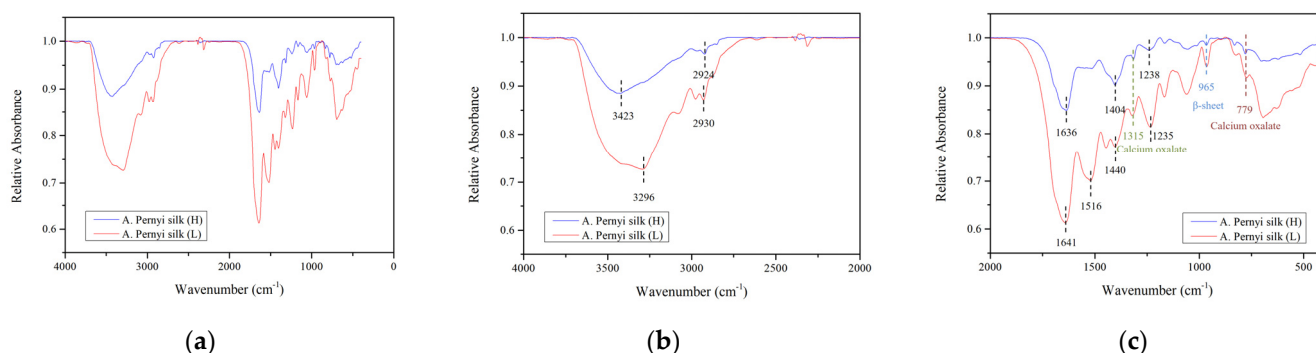 1.0
0.9
0.8
0.7
0.6
Relative Absorbance
A. Pernyi silk (H)
A. Pernyi silk (L)
4000 3000 2000 1000 0
Wavenumber (cm-1)
(a)
1.0
0.9
0.8
0.7
0.6
Relative Absorbance
2924
3423
2930
3296
A. Pernyi silk (H)
A. Pernyi silk (L)
4000 3500 3000 2500 2000
Wavenumber (cm-1)
(b)
1.0
0.9
0.8
0.7
0.6
Relative Absorbance
1238
965
β-sheet
779
Calcium oxalate
1404
1636
1315
1235
Calcium oxalate
1440
1516
1641
A. Pernyi silk (H)
A. Pernyi silk (L)
2000 1500 1000 500
Wavenumber (cm-1)
(c)